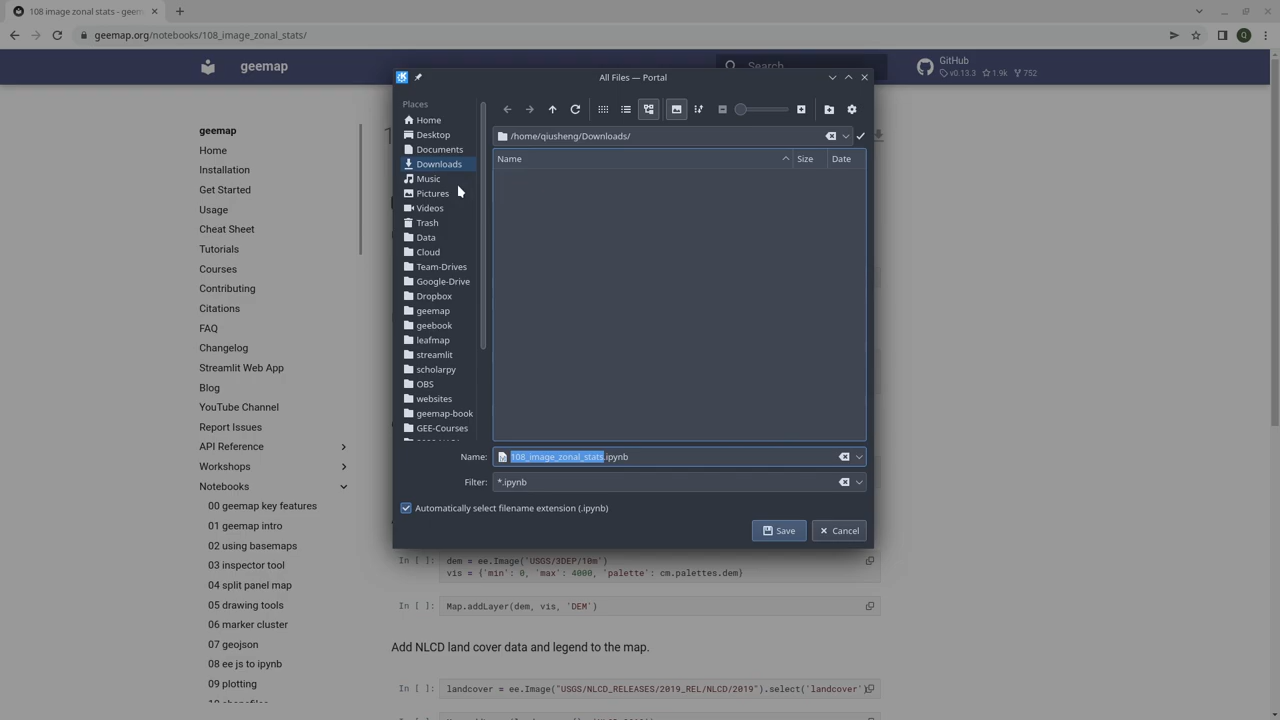 108 image zonal stats - geem
geemap.org/notebooks/108_image_zonal_stats/
Q
geemap
Search
GitHub
v0.13.3 1.9k 752
geemap
Home
Installation
Get Started
Usage
Cheat Sheet
Tutorials
Courses
Contributing
Citations
FAQ
Changelog
Streamlit Web App
Blog
YouTube Channel
Report Issues
API Reference
Workshops
Notebooks
00 geemap key features
01 geemap intro
02 using basemaps
03 inspector tool
04 split panel map
05 drawing tools
06 marker cluster
07 geojson
08 ee js to ipynb
09 plotting
10 shapefiles
All Files — Portal
Places
Home
Desktop
Documents
Downloads
Music
Pictures
Videos
Trash
Data
Cloud
Team-Drives
Google-Drive
Dropbox
geemap
geebook
leafmap
streamlit
scholarpy
OBS
websites
geemap-book
GEE-Courses
/home/qiusheng/Downloads/
Name Size Date
Name: 108_image_zonal_stats.ipynb
Filter: *.ipynb
Automatically select filename extension (.ipynb)
Save Cancel
In [ ]: dem = ee.Image('USGS/3DEP/10m')
vis = {'min': 0, 'max': 4000, 'palette': cm.palettes.dem}
In [ ]: Map.addLayer(dem, vis, 'DEM')
Add NLCD land cover data and legend to the map.
In [ ]: landcover = ee.Image("USGS/NLCD_RELEASES/2019_REL/NLCD/2019").select('landcover')